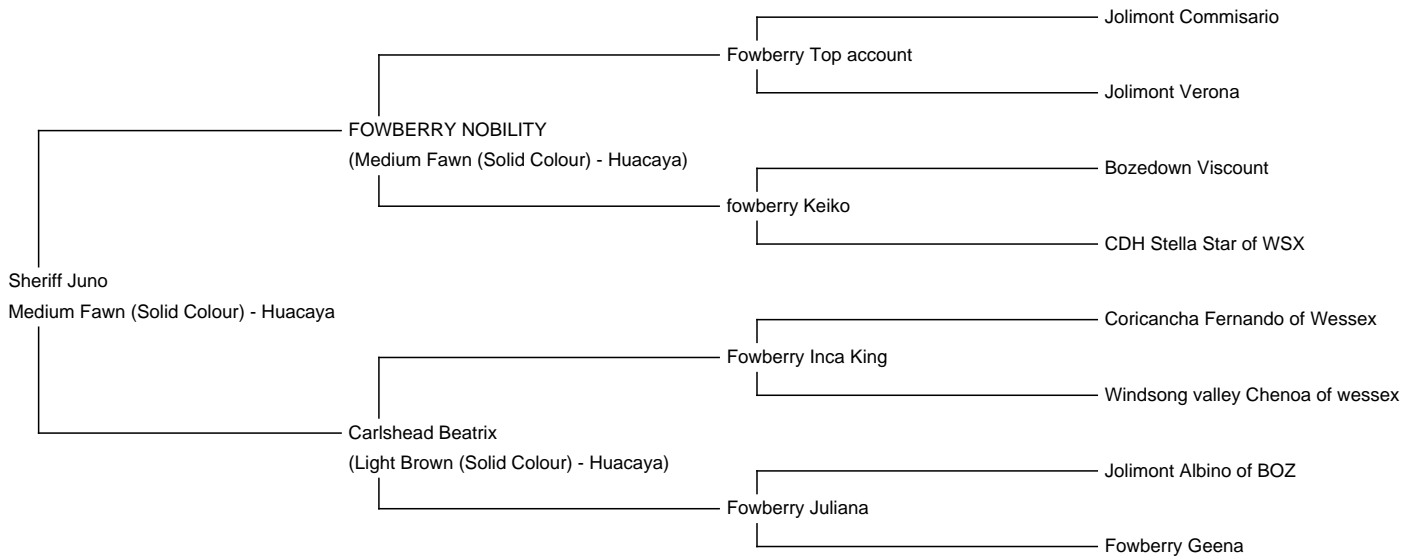 Jolimont Commisario
Fowberry Top account
Jolimont Verona
FOWBERRY NOBILITY
(Medium Fawn (Solid Colour) - Huacaya)
Bozedown Viscount
fowberry Keiko
CDH Stella Star of WSX
Sheriff Juno
Medium Fawn (Solid Colour) - Huacaya
Coricancha Fernando of Wessex
Fowberry Inca King
Windsong valley Chenoa of wessex
Carlshead Beatrix
(Light Brown (Solid Colour) - Huacaya)
Jolimont Albino of BOZ
Fowberry Juliana
Fowberry Geena